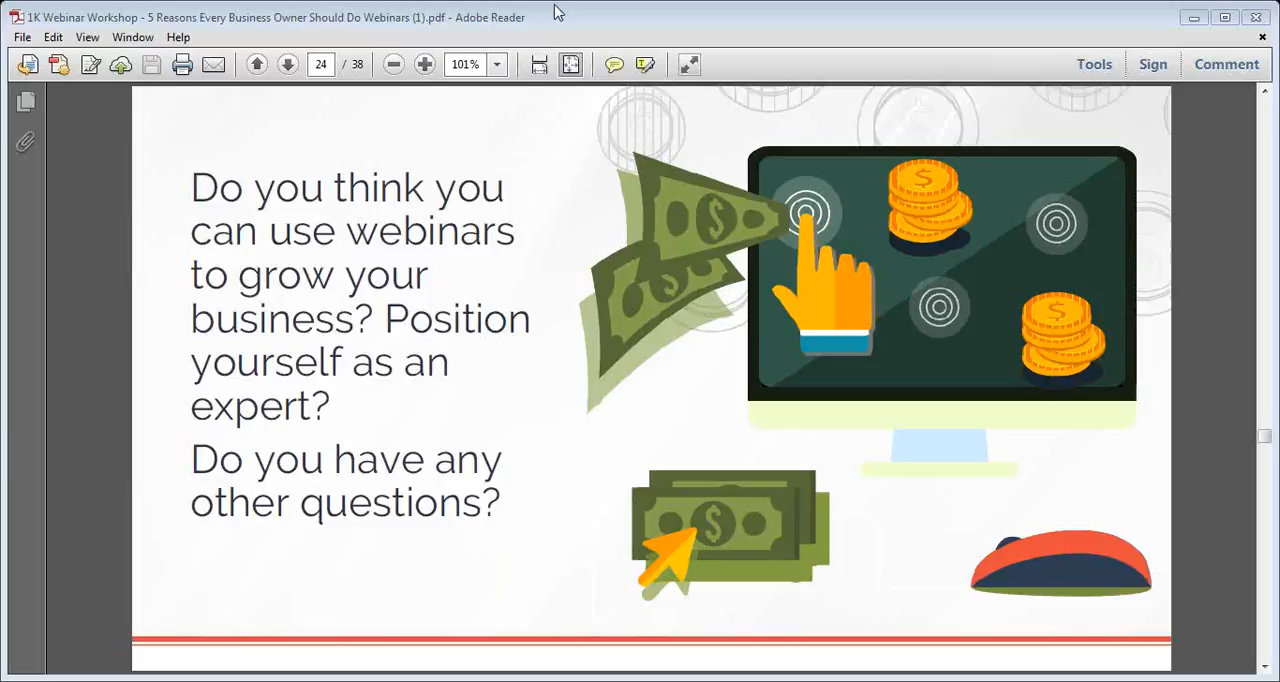 1K Webinar Workshop - 5 Reasons Every Business Owner Should Do Webinars (1).pdf - Adobe Reader
File Edit View Window Help
24 / 38 101% Tools Sign Comment
Do you think you
can use webinars
to grow your
business? Position
yourself as an
expert?
Do you have any
other questions?
$
$
$
$
$